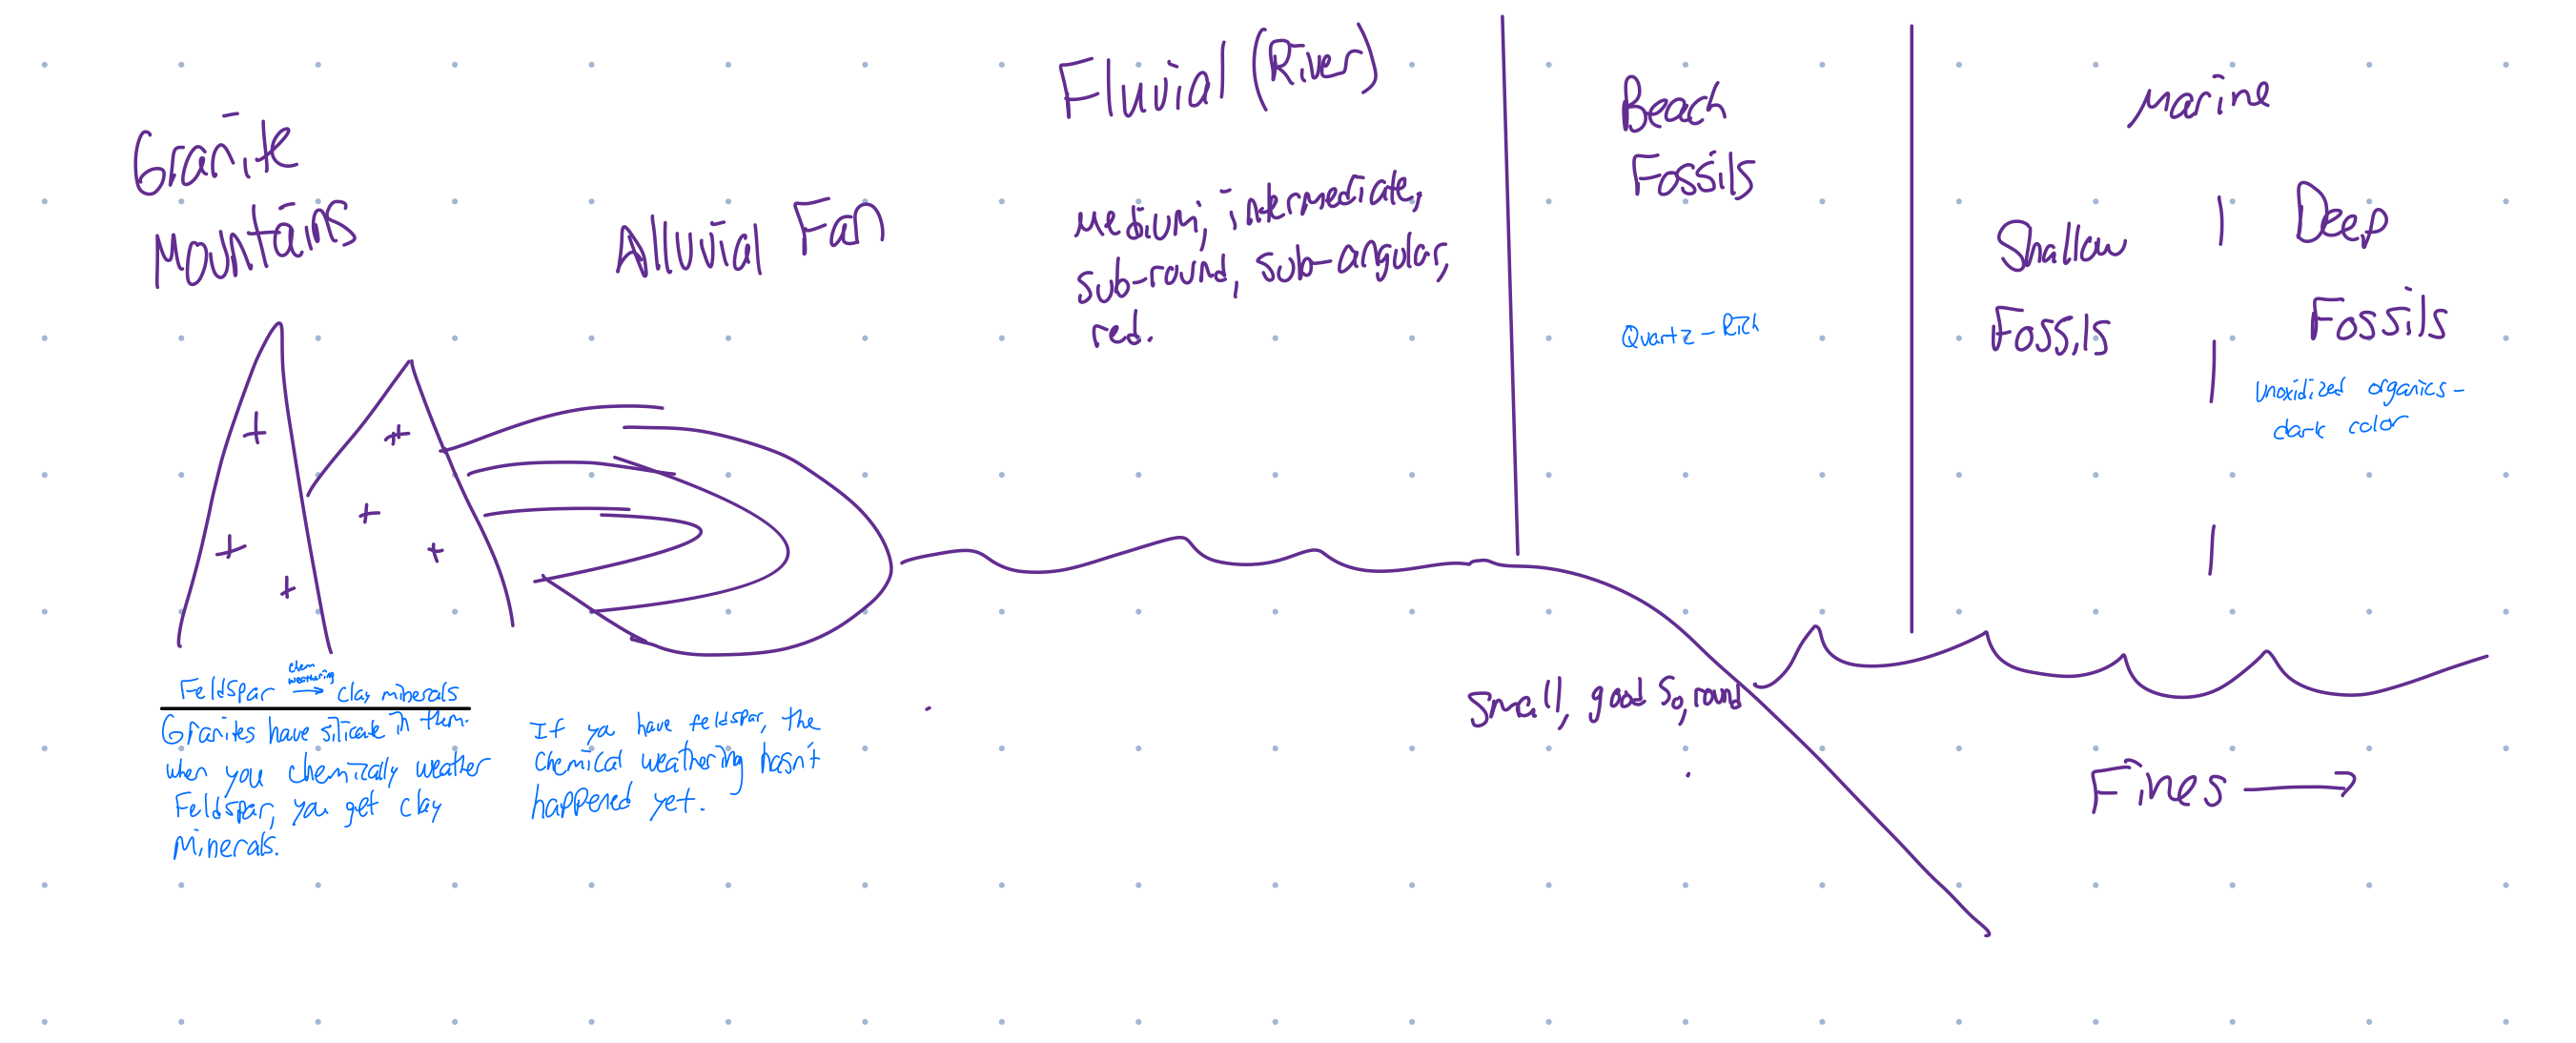 Granite
Mountains
Alluvial Fan
Fluvial (River)
Medium, intermediate,
sub-round, sub-angular,
red.
Beach
Fossils
Quartz-Rich
Marine
Shallow
Fossils
Deep
Fossils
Unoxidized organics-
dark color
chem
weathering
Feldspar → clay minerals
Granites have silicate in them.
When you chemically weather
Feldspar, you get clay
Minerals.
If you have feldspar, the
chemical weathering hasn't
happened yet.
Small, good So, round
Fines →